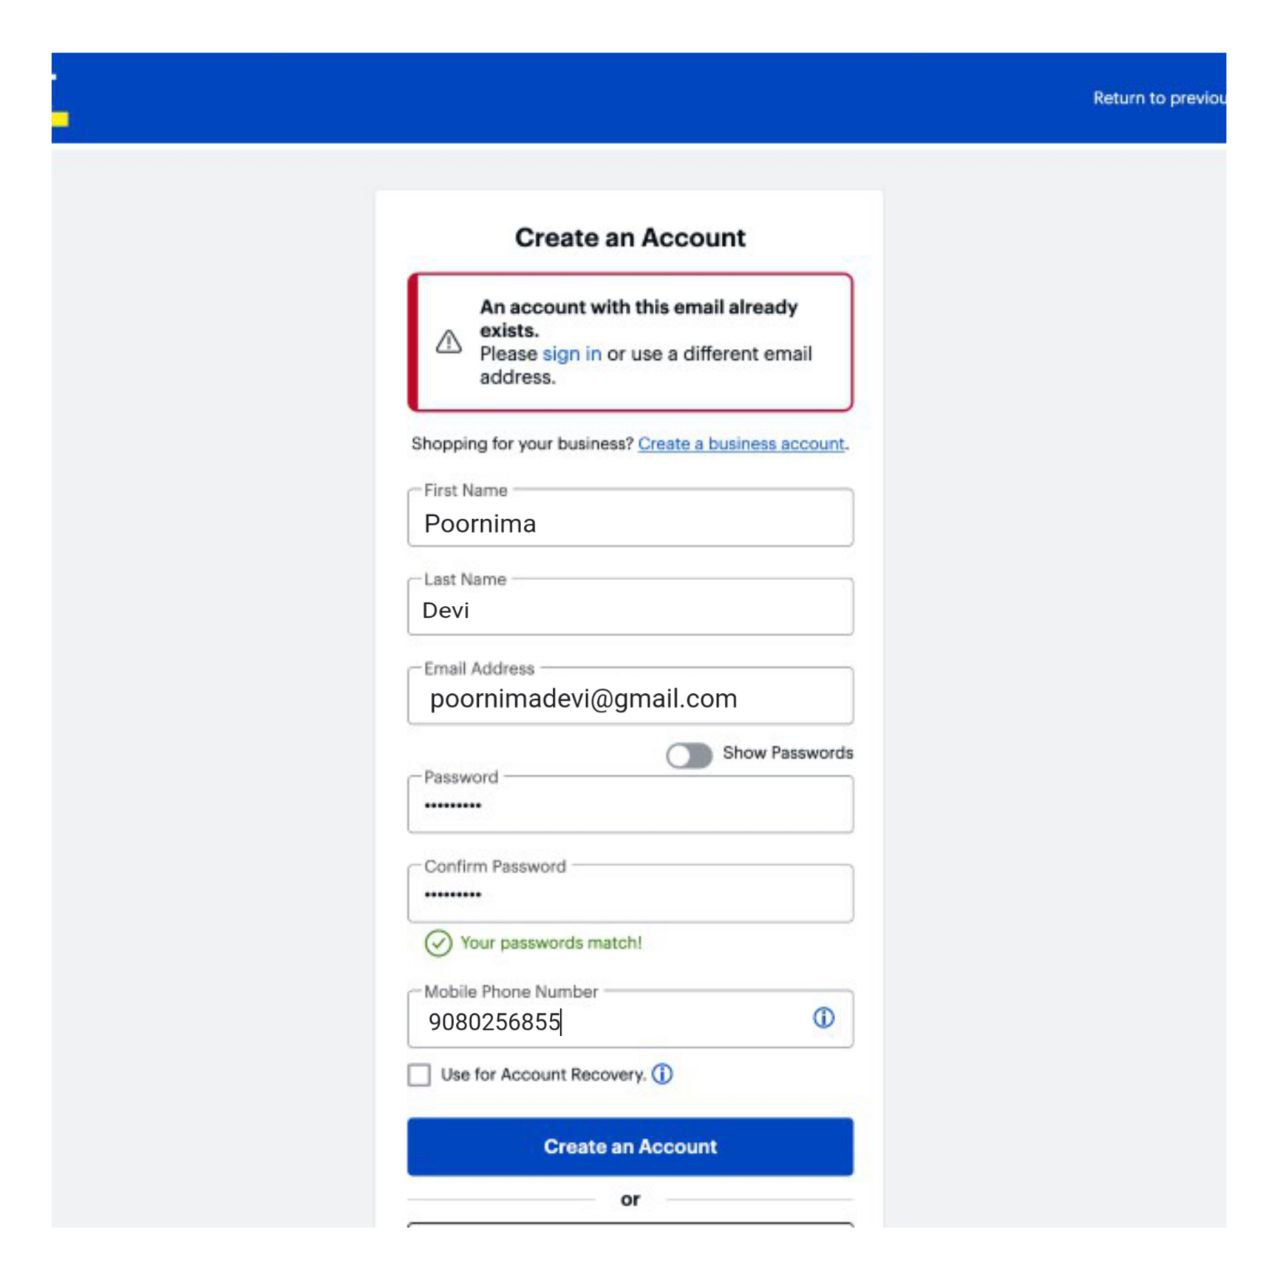 Return to previou
Create an Account
An account with this email already
exists.
Please sign in or use a different email
address.
Shopping for your business? Create a business account.
First Name
Poornima
Last Name
Devi
Email Address
poornimadevi@gmail.com
Show Passwords
Password
•••••••••
Confirm Password
•••••••••
Your passwords match!
Mobile Phone Number
9080256855
Use for Account Recovery.
Create an Account
or